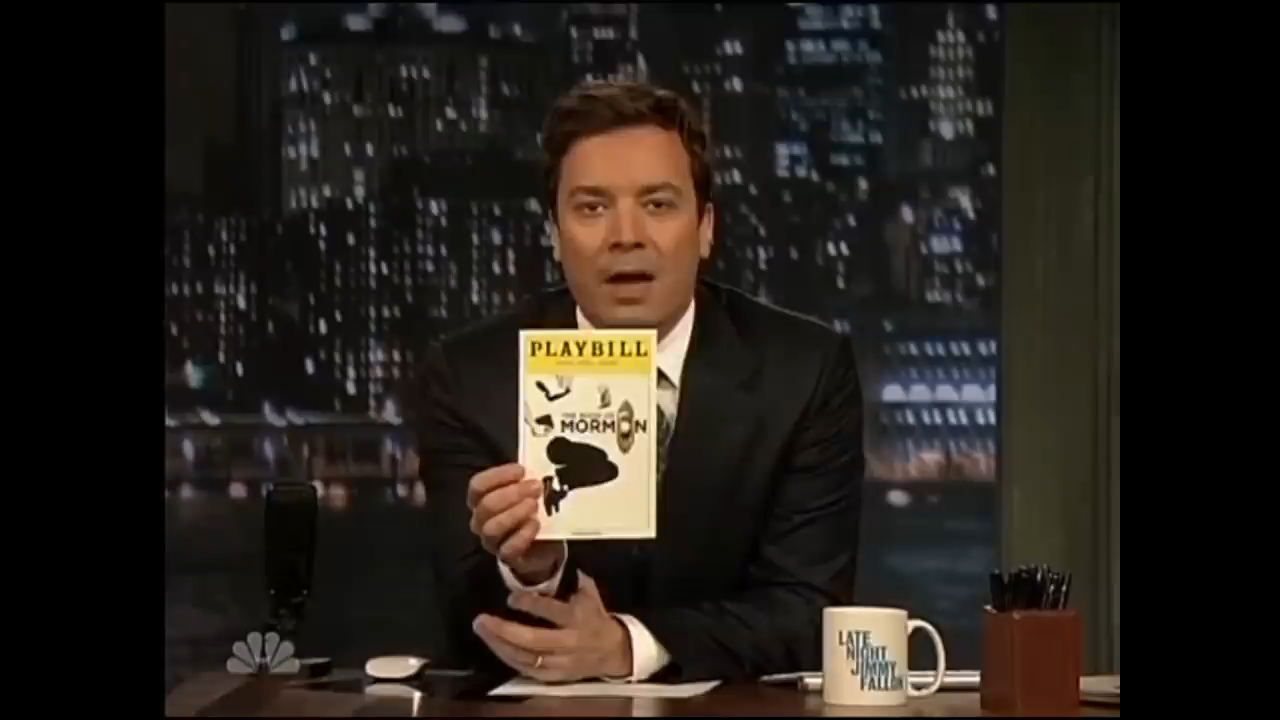 PLAYBILL
THE BOOK OF
MORMON
LATE
NIGHT
JIMMY
FALLON